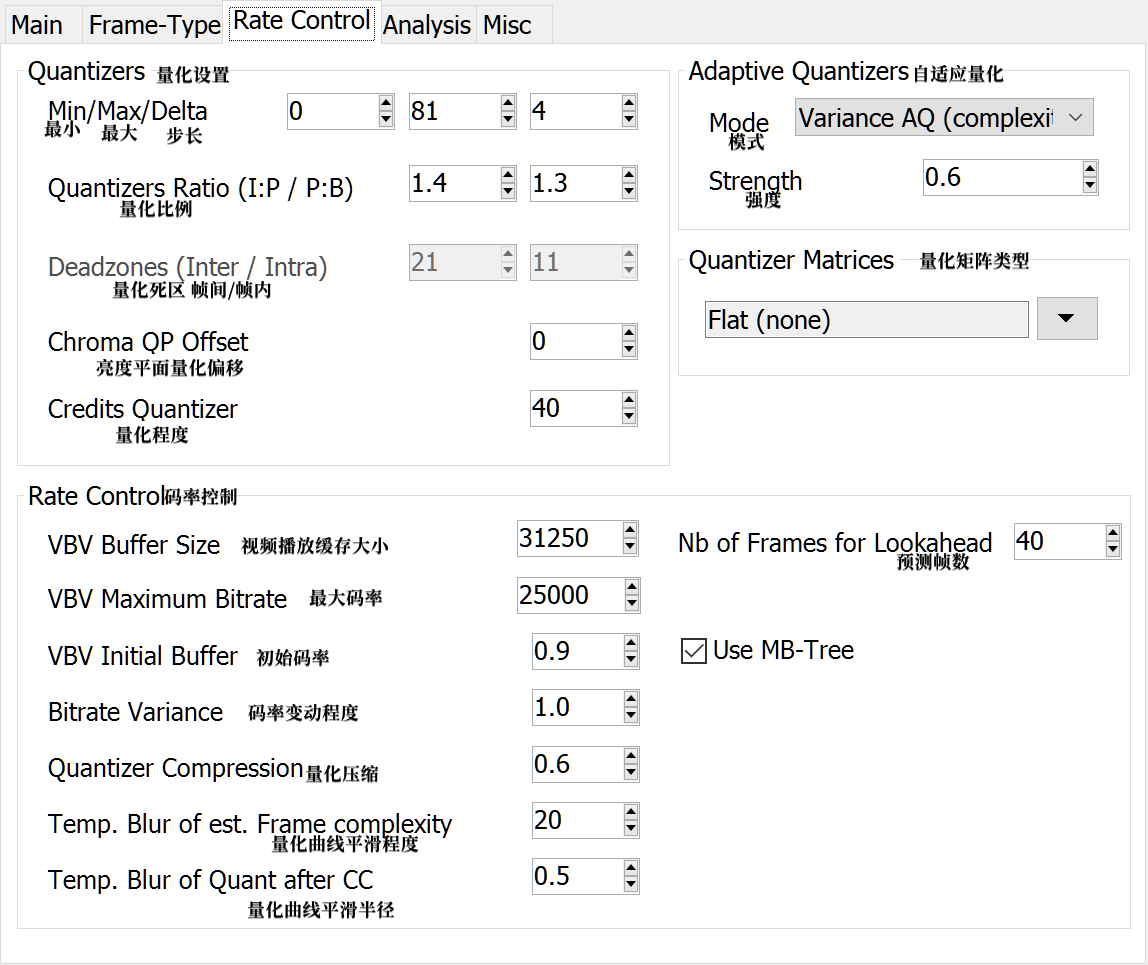 Main Frame-Type Rate Control Analysis Misc
Quantizers 量化设置
Min/Max/Delta 0 81 4
最小 最大 步长
Quantizers Ratio (I:P / P:B) 1.4 1.3
量化比例
Deadzones (Inter / Intra) 21 11
量化死区 帧间/帧内
Chroma QP Offset 0
亮度平面量化偏移
Credits Quantizer 40
量化程度
Adaptive Quantizers 自适应量化
Mode Variance AQ (complexit
模式
Strength 0.6
强度
Quantizer Matrices 量化矩阵类型
Flat (none)
Rate Control 码率控制
VBV Buffer Size 视频播放缓存大小 31250
VBV Maximum Bitrate 最大码率 25000
VBV Initial Buffer 初始码率 0.9
Bitrate Variance 码率变动程度 1.0
Quantizer Compression 量化压缩 0.6
Temp. Blur of est. Frame complexity 20
量化曲线平滑程度
Temp. Blur of Quant after CC 0.5
量化曲线平滑半径
Nb of Frames for Lookahead 40
预测帧数
Use MB-Tree